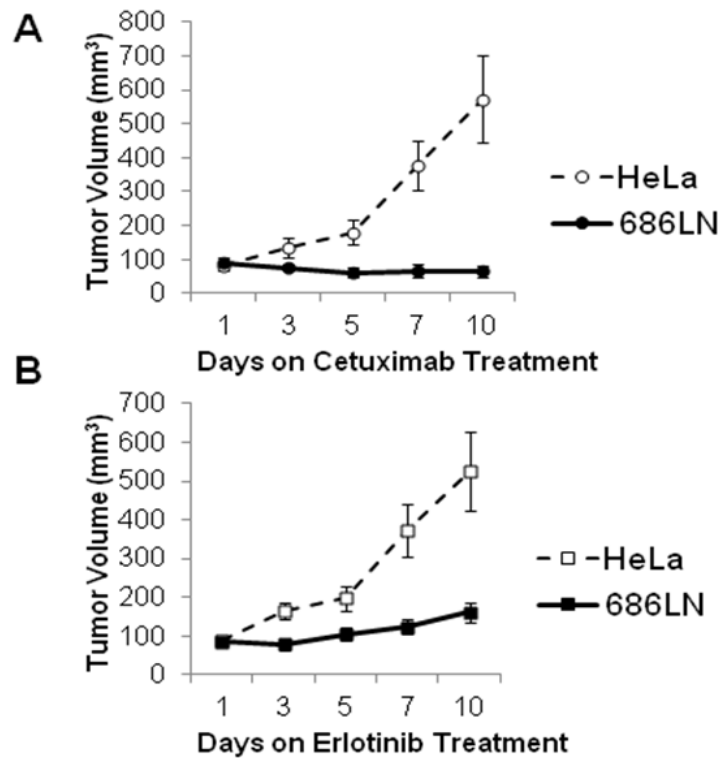 A
Tumor Volume (mm³)
800
700
600
500
400
300
200
100
0
1 3 5 7 10
Days on Cetuximab Treatment
HeLa
686LN
B
Tumor Volume (mm³)
700
600
500
400
300
200
100
0
1 3 5 7 10
Days on Erlotinib Treatment
HeLa
686LN